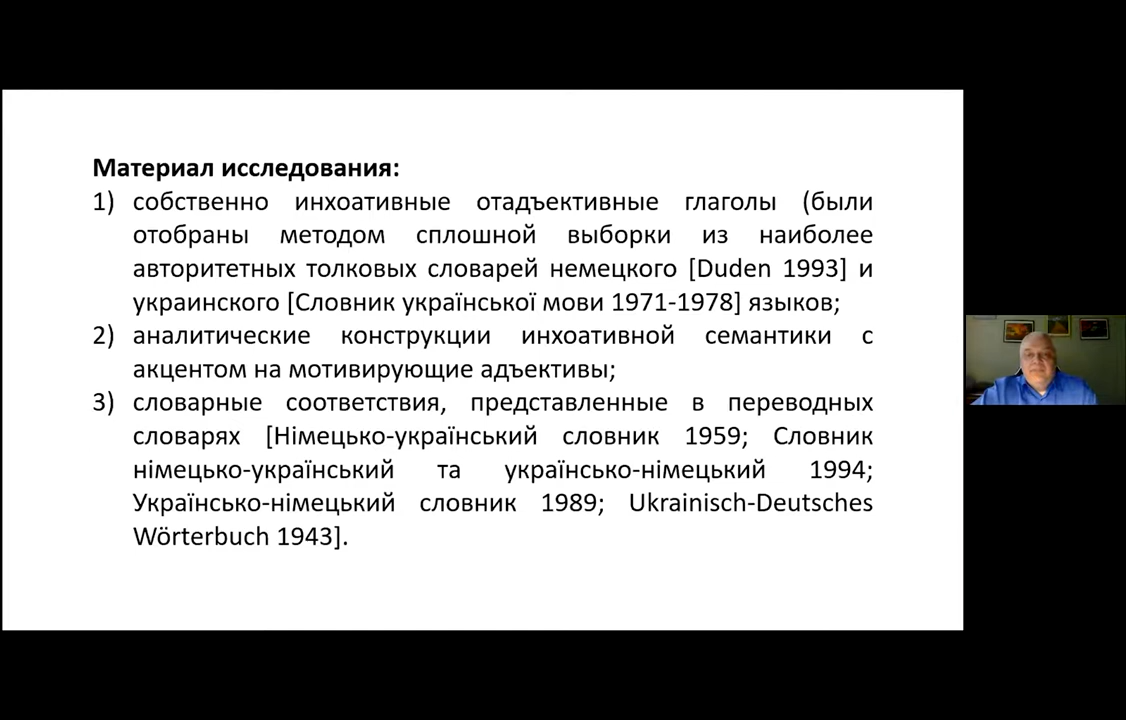 Материал исследования:
1) собственно инхоативные отадъективные глаголы (были
отобраны методом сплошной выборки из наиболее
авторитетных толковых словарей немецкого [Duden 1993] и
украинского [Словник української мови 1971-1978] языков;
2) аналитические конструкции инхоативной семантики с
акцентом на мотивирующие адъективы;
3) словарные соответствия, представленные в переводных
словарях [Німецько-український словник 1959; Словник
німецько-український та українсько-німецький 1994;
Українсько-німецький словник 1989; Ukrainisch-Deutsches
Wörterbuch 1943].